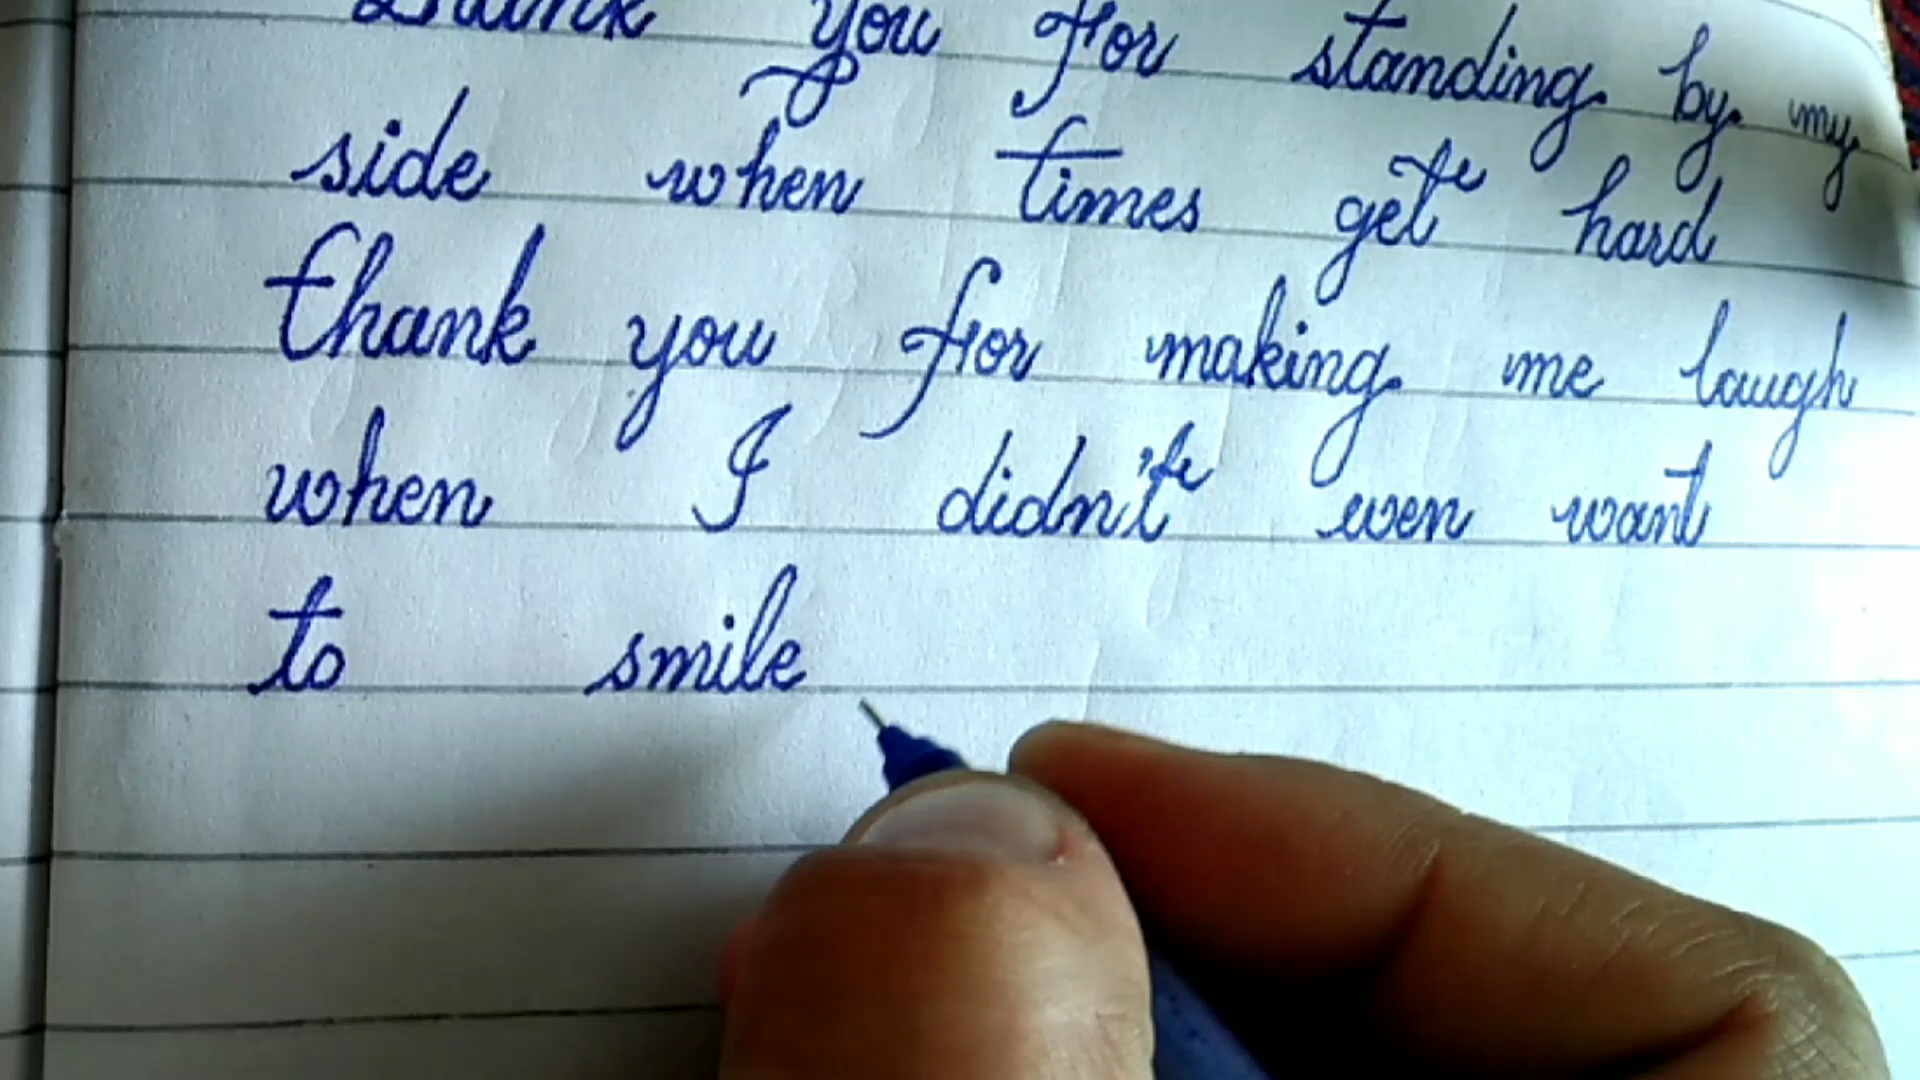 Thank you for standing by my
side when times get hard
thank you for making me laugh
when I didn't even want
to smile